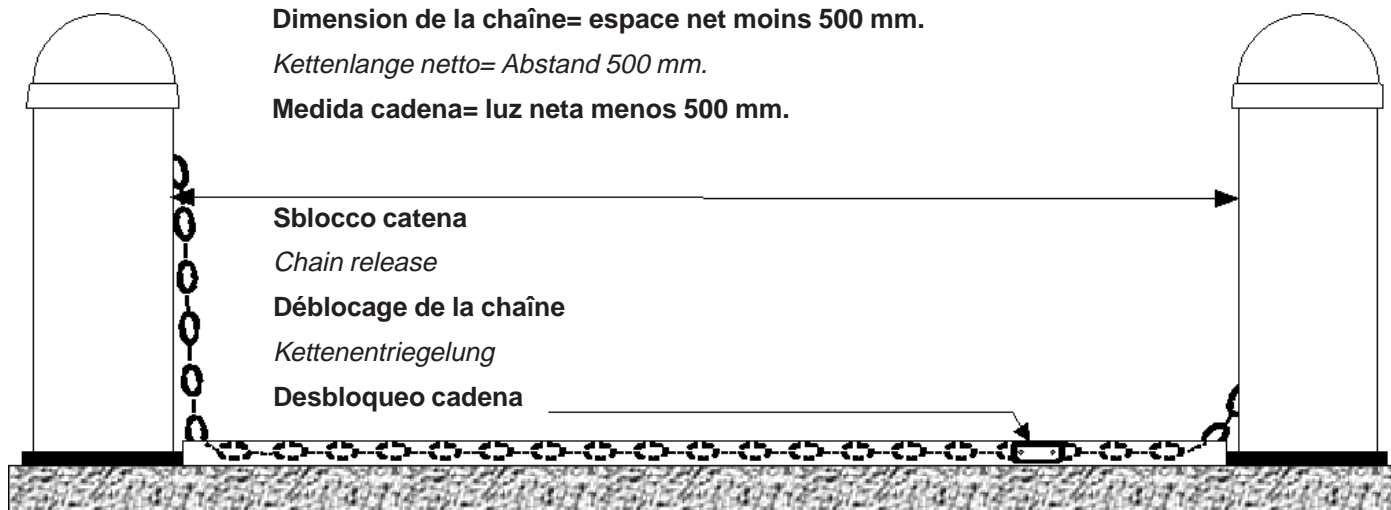 Dimension de la chaîne= espace net moins 500 mm.
Kettenlange netto= Abstand 500 mm.
Medida cadena= luz neta menos 500 mm.
Sblocco catena
Chain release
Déblocage de la chaîne
Kettenentriegelung
Desbloqueo cadena